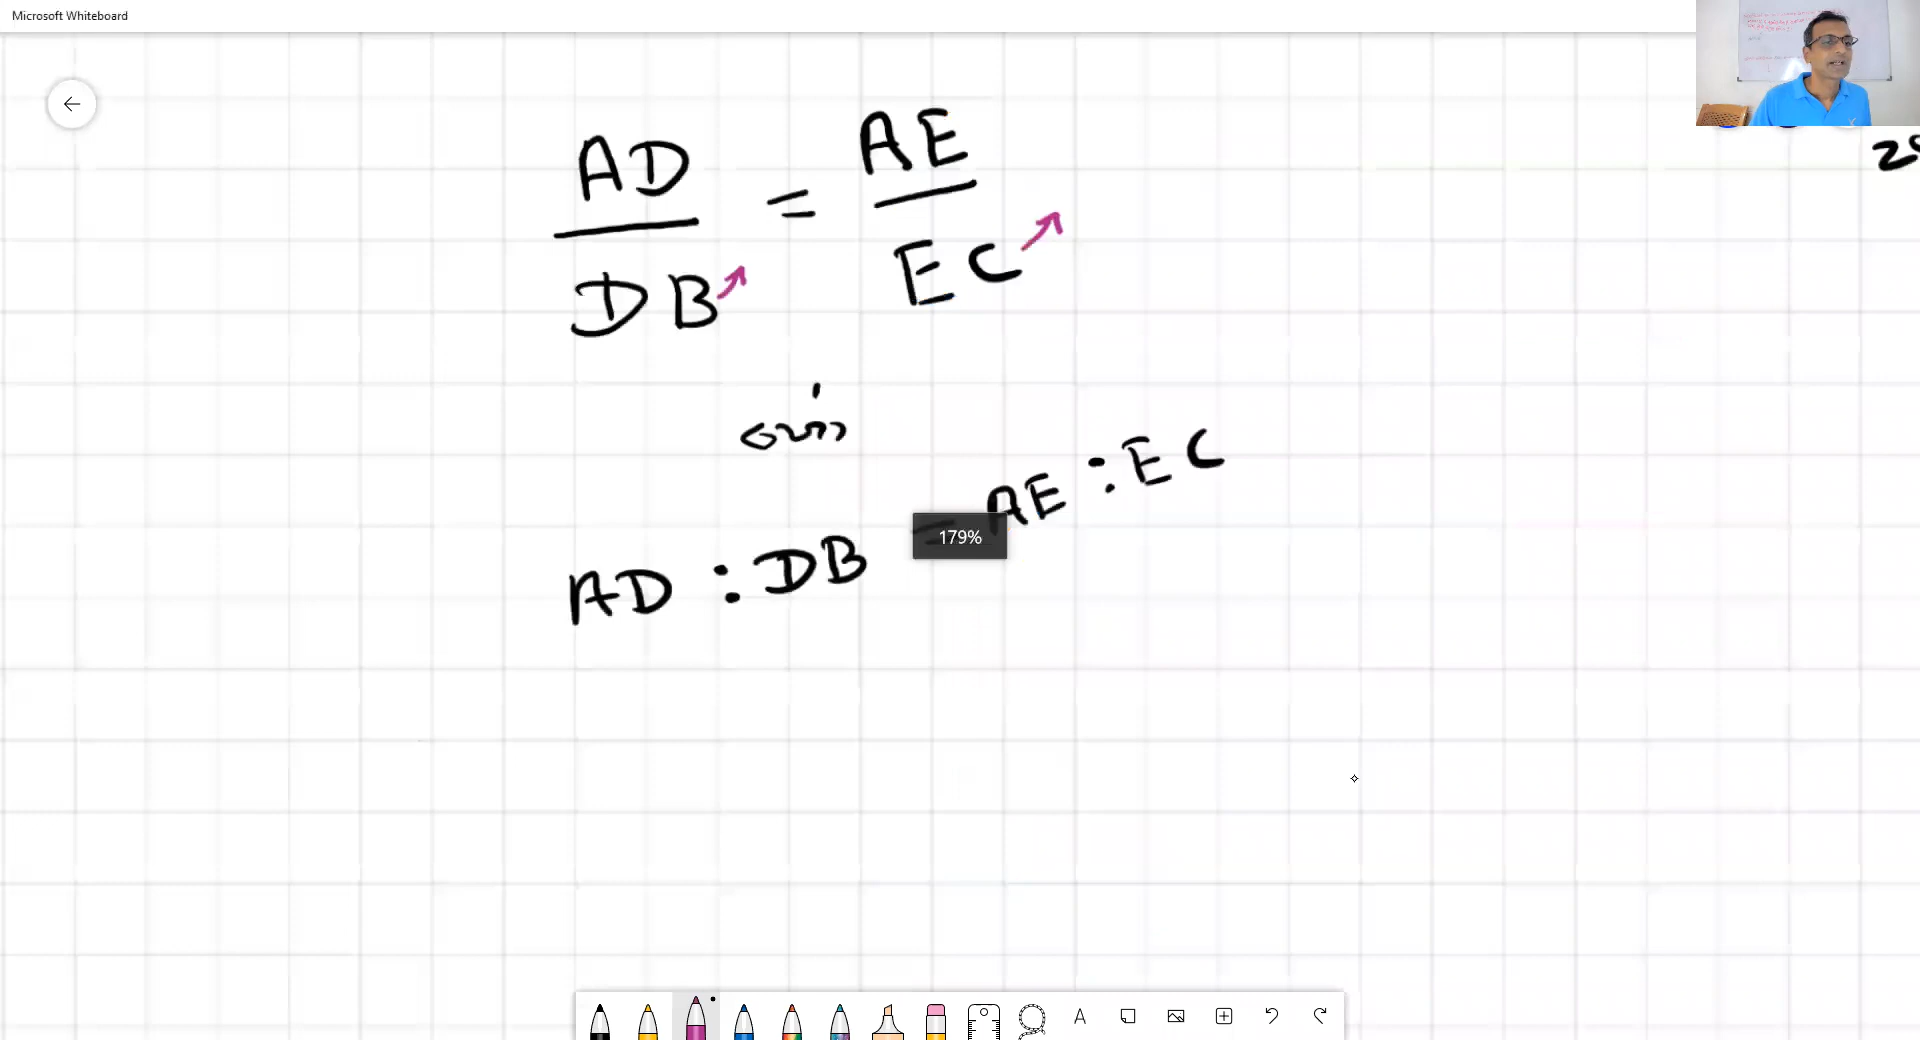 Microsoft Whiteboard
AD/DB = AE/EC
AD : DB = AE : EC
179%